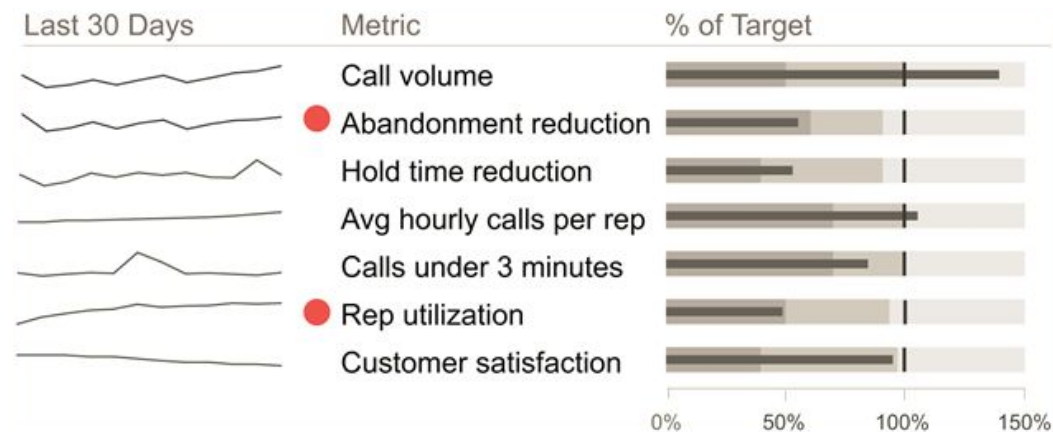 Last 30 Days Metric % of Target
Call volume
Abandonment reduction
Hold time reduction
Avg hourly calls per rep
Calls under 3 minutes
Rep utilization
Customer satisfaction
0% 50% 100% 150%